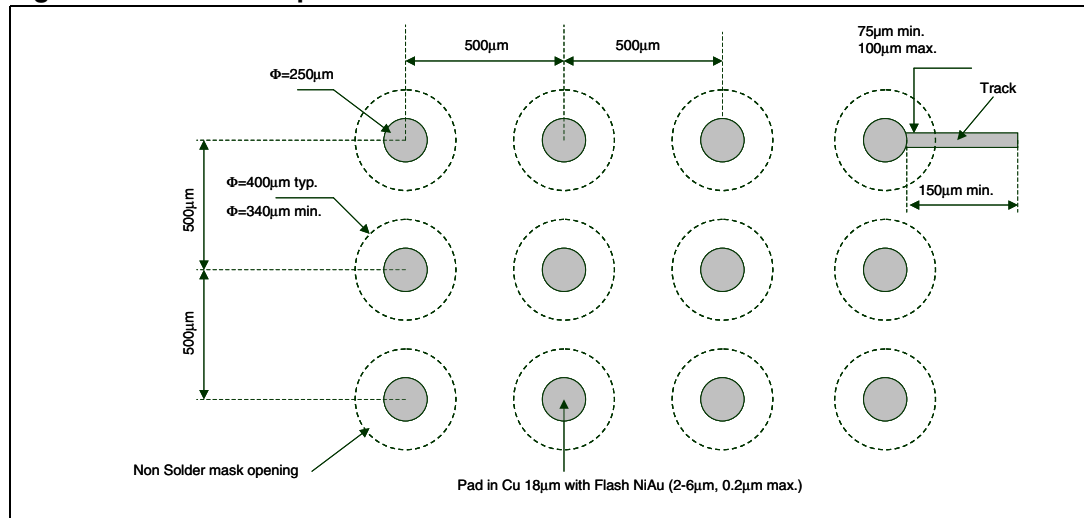 500μm
500μm
75μm min.
100μm max.
Φ=250μm
Track
Φ=400μm typ.
Φ=340μm min.
150μm min.
500μm
500μm
Non Solder mask opening
Pad in Cu 18μm with Flash NiAu (2-6μm, 0.2μm max.)